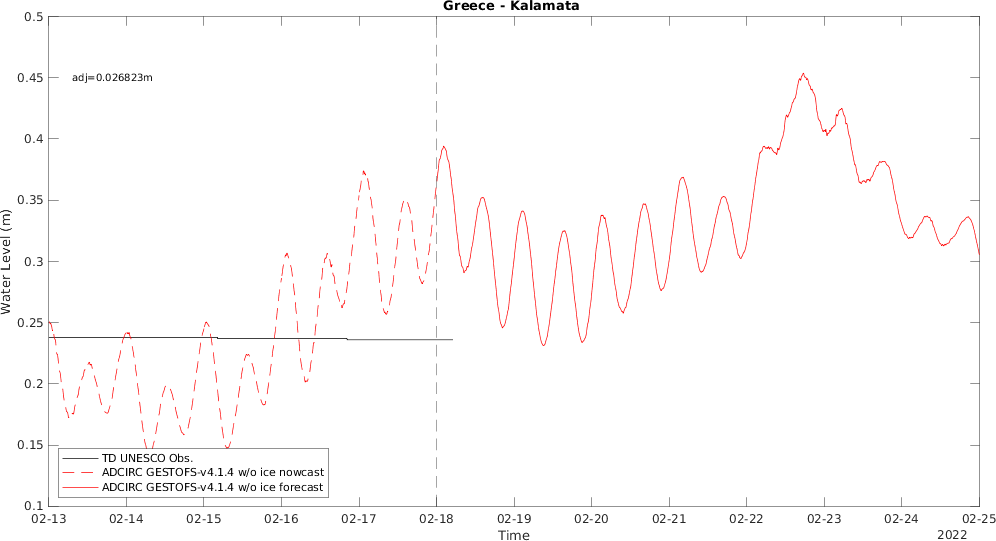 Greece - Kalamata
0.5
0.45
0.4
0.35
0.3
0.25
0.2
0.15
0.1
Water Level (m)
adj=0.026823m
TD UNESCO Obs.
ADCIRC GESTOFS-v4.1.4 w/o ice nowcast
ADCIRC GESTOFS-v4.1.4 w/o ice forecast
02-13 02-14 02-15 02-16 02-17 02-18 02-19 02-20 02-21 02-22 02-23 02-24 02-25
Time
2022